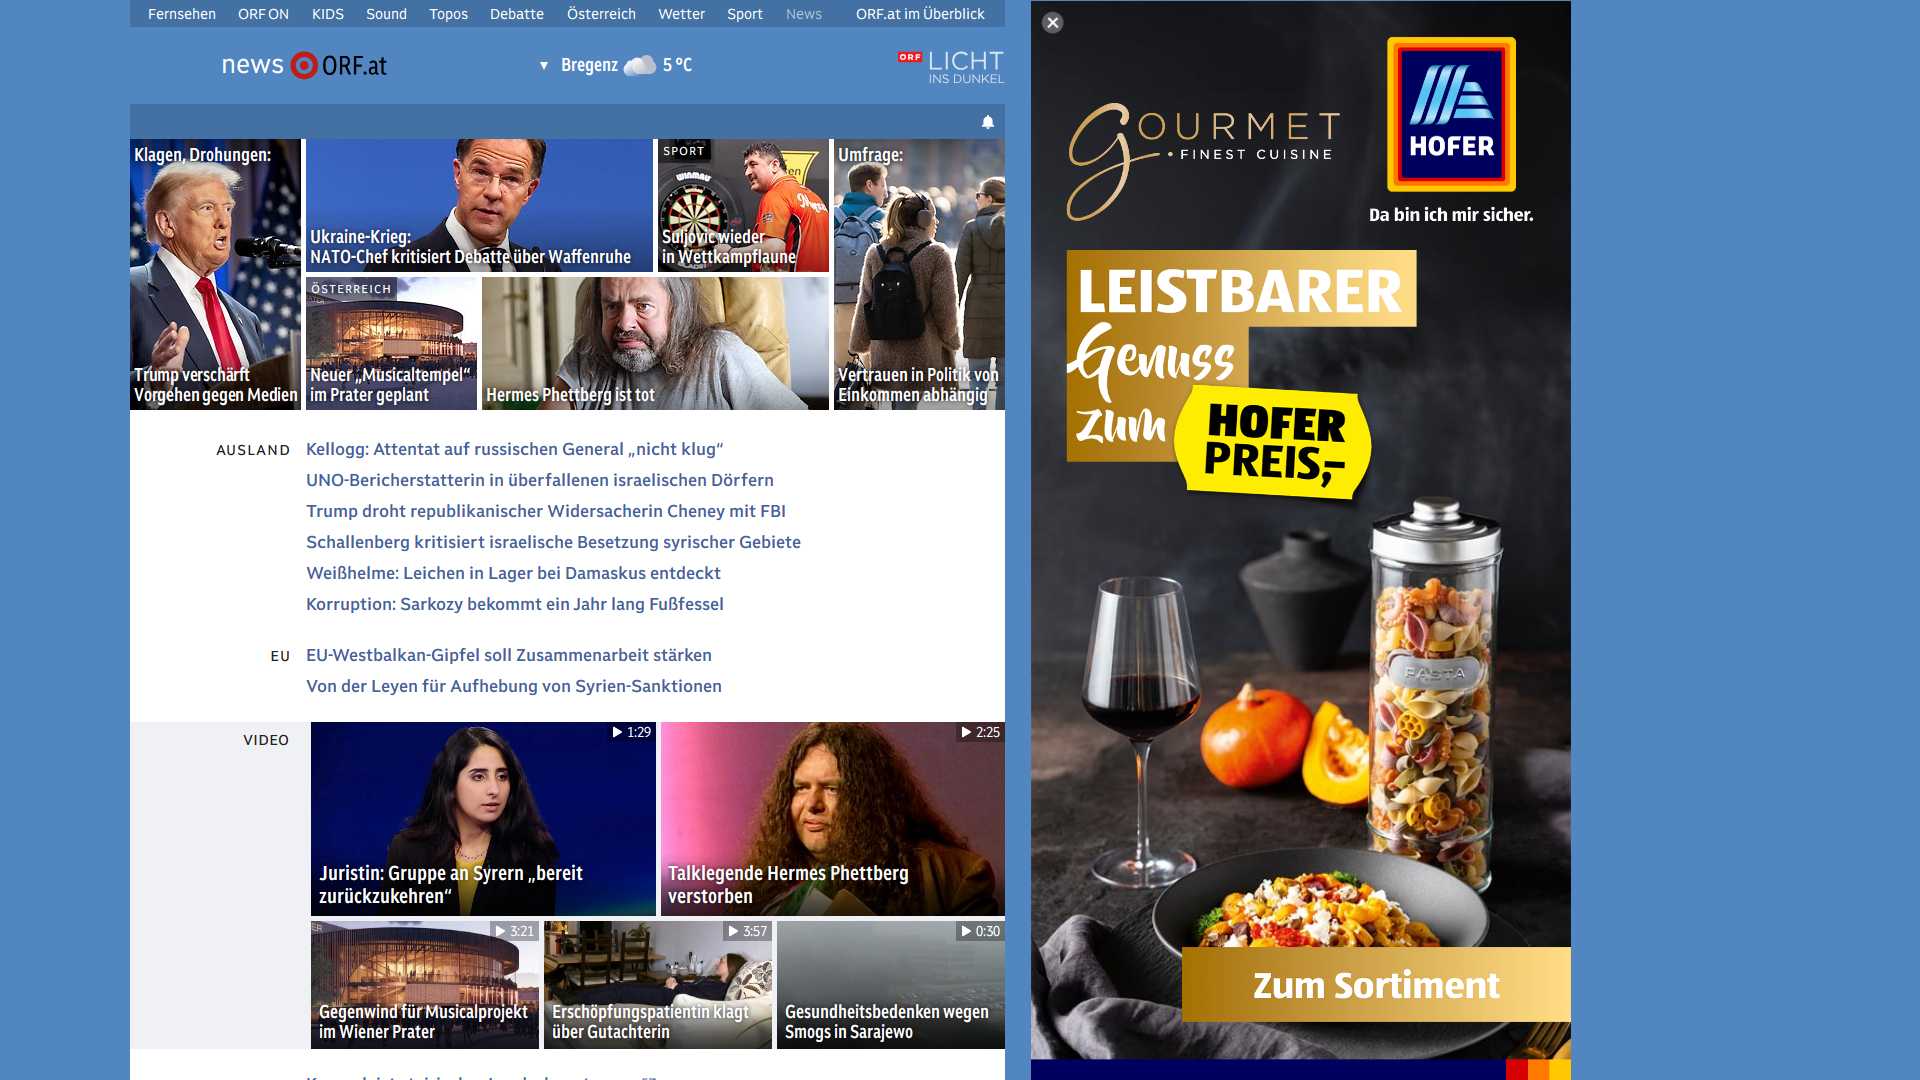 Fernsehen ORF ON KIDS Sound Topos Debatte Österreich Wetter Sport News ORF.at im Überblick
news ORF.at
▼ Bregenz 5 °C
ORF LICHT
INS DUNKEL
Klagen, Drohungen:
Trump verschärft
Vorgehen gegen Medien
Ukraine-Krieg:
NATO-Chef kritisiert Debatte über Waffenruhe
SPORT
WINMAU
Suljovic wieder
in Wettkampflaune
Umfrage:
Vertrauen in Politik von
Einkommen abhängig
ÖSTERREICH
Neuer „Musicaltempel“
im Prater geplant
Hermes Phettberg ist tot
AUSLAND
Kellogg: Attentat auf russischen General „nicht klug“
UNO-Bericherstatterin in überfallenen israelischen Dörfern
Trump droht republikanischer Widersacherin Cheney mit FBI
Schallenberg kritisiert israelische Besetzung syrischer Gebiete
Weißhelme: Leichen in Lager bei Damaskus entdeckt
Korruption: Sarkozy bekommt ein Jahr lang Fußfessel
EU
EU-Westbalkan-Gipfel soll Zusammenarbeit stärken
Von der Leyen für Aufhebung von Syrien-Sanktionen
VIDEO
1:29
Juristin: Gruppe an Syrern „bereit
zurückzukehren“
2:25
Talklegende Hermes Phettberg
verstorben
3:21
Gegenwind für Musicalprojekt
im Wiener Prater
3:57
Erschöpfungspatientin klagt
über Gutachterin
0:30
Gesundheitsbedenken wegen
Smogs in Sarajewo
GOURMET
• FINEST CUISINE
HOFER
Da bin ich mir sicher.
LEISTBARER
Genuss
zum
HOFER
PREIS,-
PASTA
Zum Sortiment